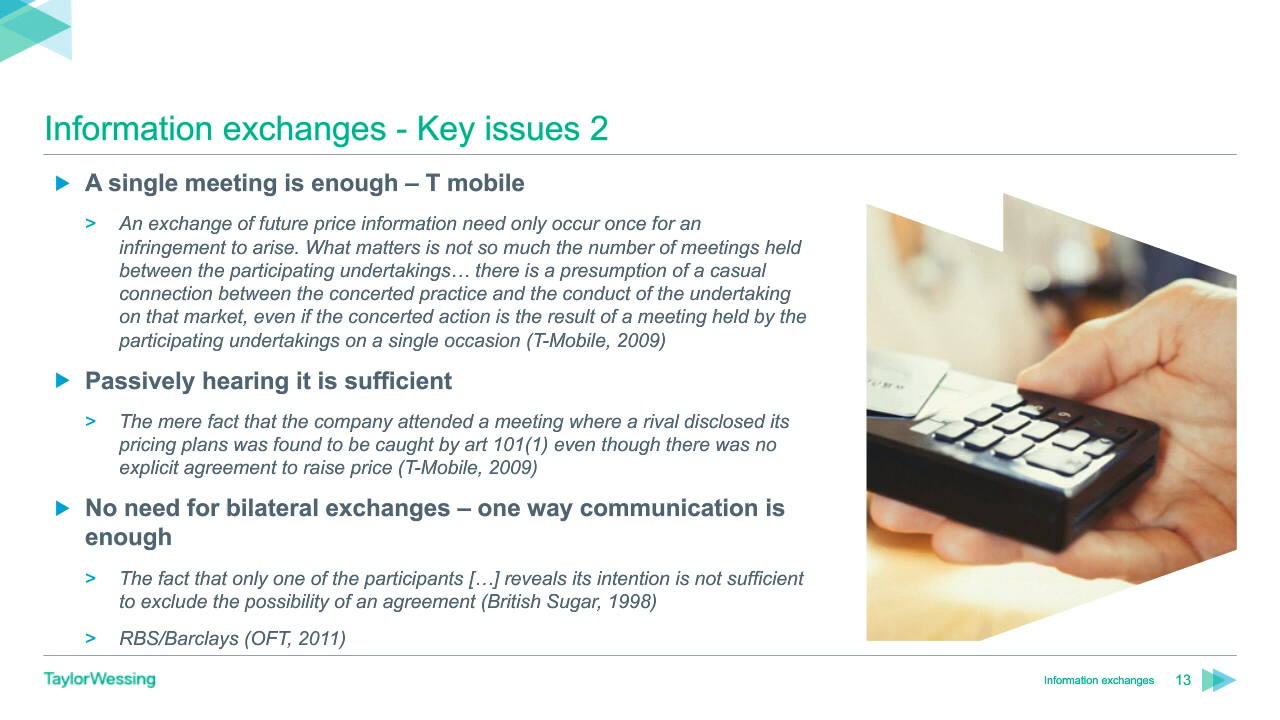 Information exchanges - Key issues 2
A single meeting is enough – T mobile
> An exchange of future price information need only occur once for an
infringement to arise. What matters is not so much the number of meetings held
between the participating undertakings… there is a presumption of a casual
connection between the concerted practice and the conduct of the undertaking
on that market, even if the concerted action is the result of a meeting held by the
participating undertakings on a single occasion (T-Mobile, 2009)
Passively hearing it is sufficient
> The mere fact that the company attended a meeting where a rival disclosed its
pricing plans was found to be caught by art 101(1) even though there was no
explicit agreement to raise price (T-Mobile, 2009)
No need for bilateral exchanges – one way communication is
enough
> The fact that only one of the participants […] reveals its intention is not sufficient
to exclude the possibility of an agreement (British Sugar, 1998)
> RBS/Barclays (OFT, 2011)
TaylorWessing
Information exchanges 13